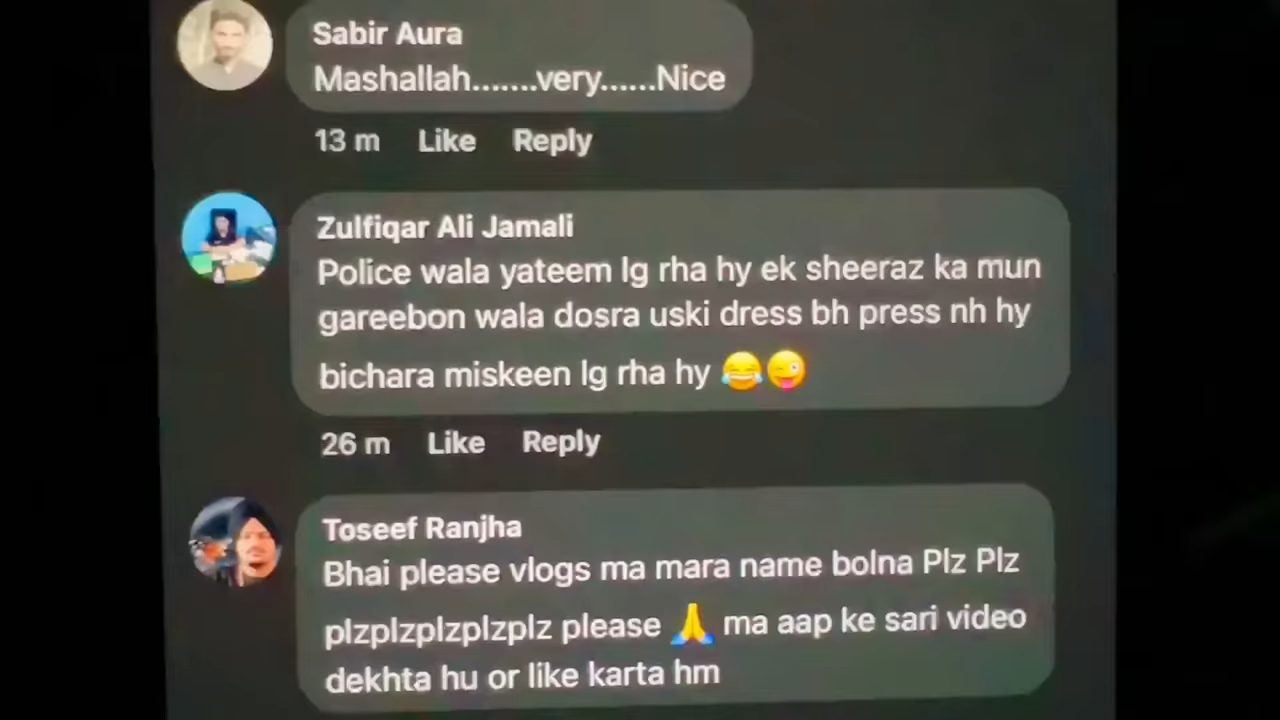 Sabir Aura
Mashallah.......very......Nice
13 m Like Reply
Zulfiqar Ali Jamali
Police wala yateem lg rha hy ek sheeraz ka mun
gareebon wala dosra uski dress bh press nh hy
bichara miskeen lg rha hy 😂😜
26 m Like Reply
Toseef Ranjha
Bhai please vlogs ma mara name bolna Plz Plz
plzplzplzplzplz please 🙏 ma aap ke sari video
dekhta hu or like karta hm